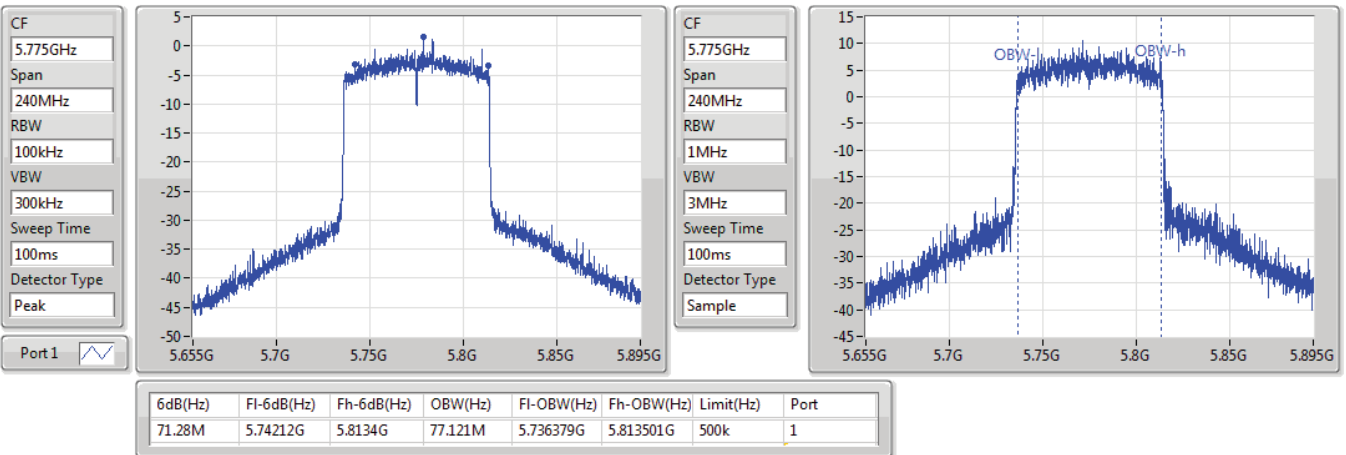 CF
5.775GHz
Span
240MHz
RBW
100kHz
VBW
300kHz
Sweep Time
100ms
Detector Type
Peak
Port 1
5
0
-5
-10
-15
-20
-25
-30
-35
-40
-45
-50
5.655G 5.7G 5.75G 5.8G 5.85G 5.895G
CF
5.775GHz
Span
240MHz
RBW
1MHz
VBW
3MHz
Sweep Time
100ms
Detector Type
Sample
15
10
5
0
-5
-10
-15
-20
-25
-30
-35
-40
-45
OBW-l OBW-h
5.655G 5.7G 5.75G 5.8G 5.85G 5.895G
6dB(Hz) Fl-6dB(Hz) Fh-6dB(Hz) OBW(Hz) Fl-OBW(Hz) Fh-OBW(Hz) Limit(Hz) Port
71.28M 5.74212G 5.8134G 77.121M 5.736379G 5.813501G 500k 1